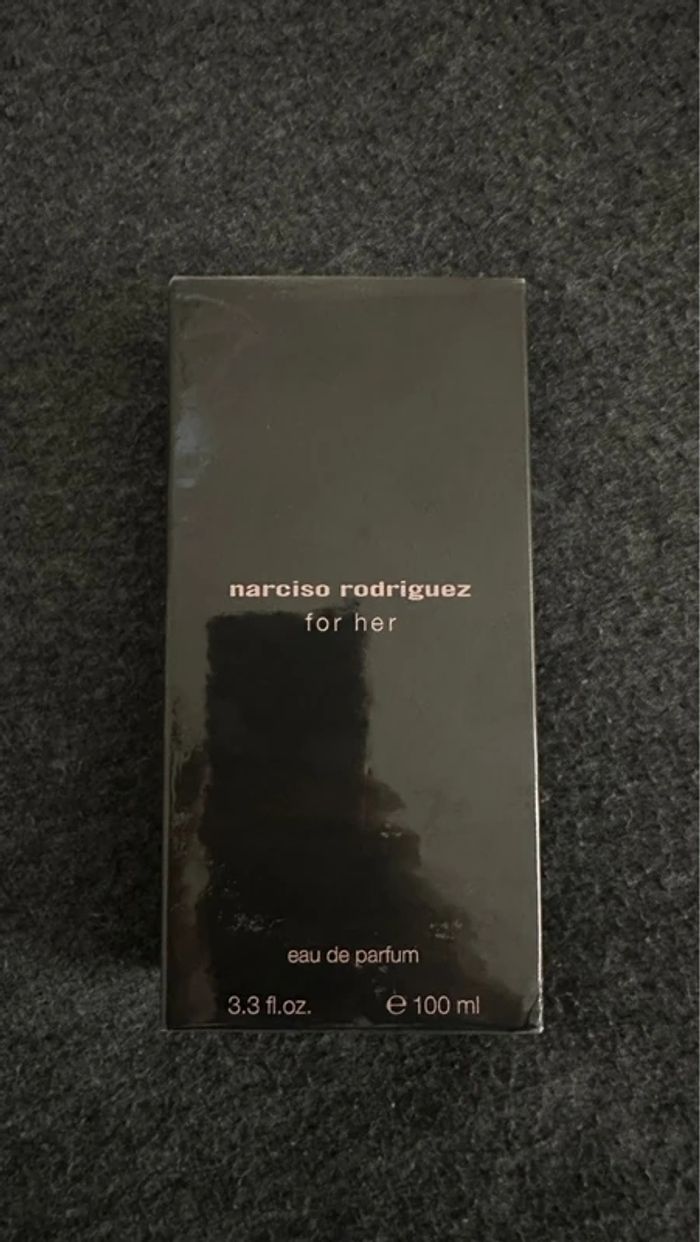 narciso rodriguez
for her
eau de parfum
3.3 fl.oz. ℮ 100 ml